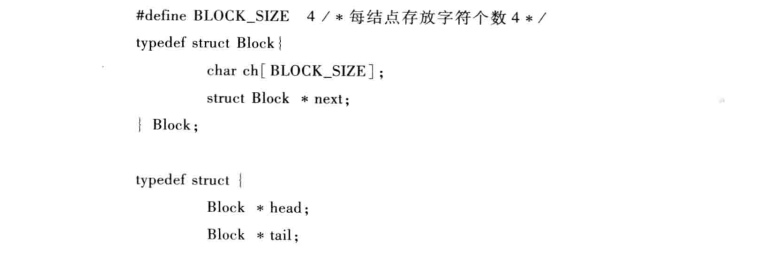 #define BLOCK_SIZE 4 /* 每结点存放字符个数 4 */
typedef struct Block{
char ch[ BLOCK_SIZE ];
struct Block * next;
} Block;
typedef struct {
Block * head;
Block * tail;